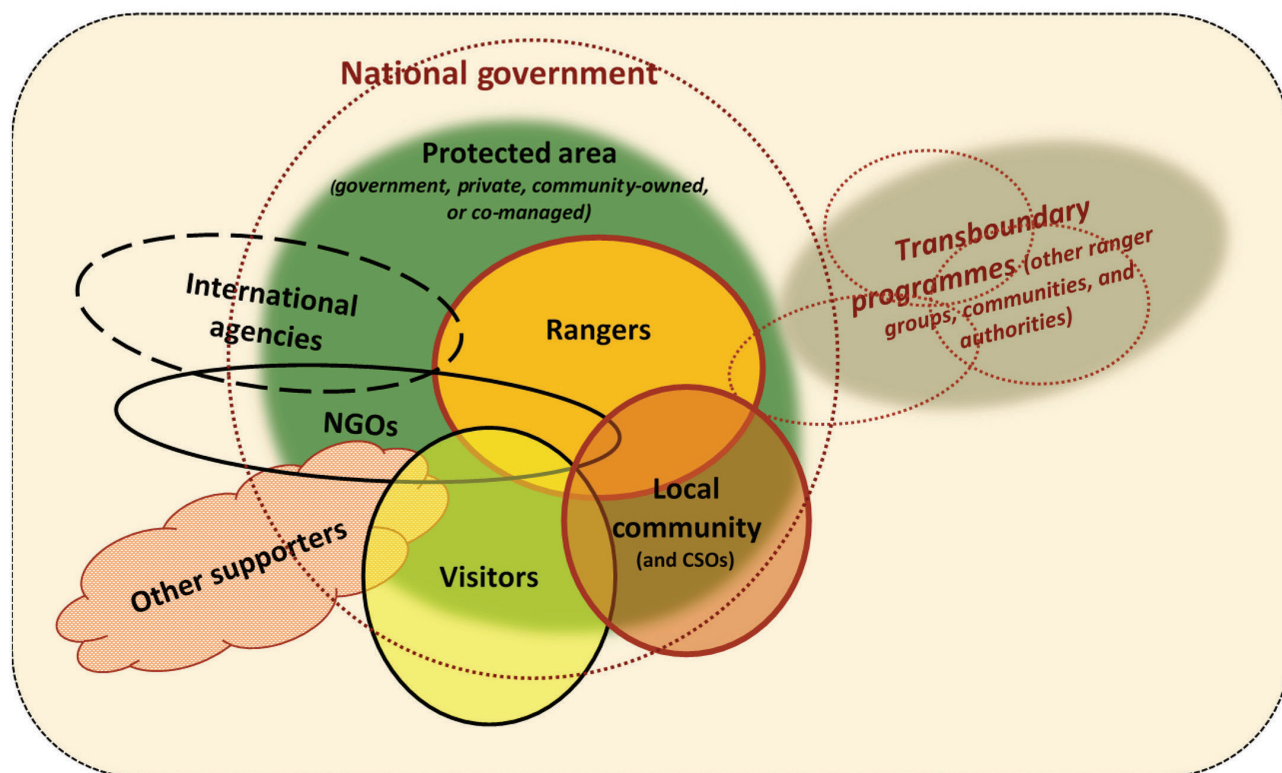 National government
Protected area
(government, private, community-owned,
or co-managed)
International
agencies
Rangers
Transboundary
programmes (other ranger
groups, communities, and
authorities)
NGOs
Local
community
(and CSOs)
Other supporters
Visitors